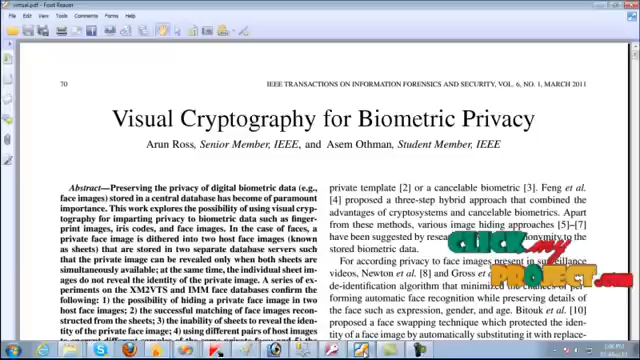 virtual.pdf - Foxit Reader
File Edit View Tools Comments Forms Help
70
IEEE TRANSACTIONS ON INFORMATION FORENSICS AND SECURITY, VOL. 6, NO. 1, MARCH 2011
Visual Cryptography for Biometric Privacy
Arun Ross, Senior Member, IEEE, and Asem Othman, Student Member, IEEE
Abstract—Preserving the privacy of digital biometric data (e.g.,
face images) stored in a central database has become of paramount
importance. This work explores the possibility of using visual cryp-
tography for imparting privacy to biometric data such as finger-
print images, iris codes, and face images. In the case of faces, a
private face image is dithered into two host face images (known
as sheets) that are stored in two separate database servers such
that the private image can be revealed only when both sheets are
simultaneously available; at the same time, the individual sheet im-
ages do not reveal the identity of the private image. A series of ex-
periments on the XM2VTS and IMM face databases confirm the
following: 1) the possibility of hiding a private face image in two
host face images; 2) the successful matching of face images recon-
structed from the sheets; 3) the inability of sheets to reveal the iden-
tity of the private face image; 4) using different pairs of host images
private template [2] or a cancelable biometric [3]. Feng et al.
[4] proposed a three-step hybrid approach that combined the
advantages of cryptosystems and cancelable biometrics. Apart
from these methods, various image hiding approaches [5]–[7]
have been suggested by
anonymity to the
stored biometric data.
For according privacy to face images present in surveillance
videos, Newton et al. [8] and Gross et
de-identification algorithm that minimized the chances of per-
forming automatic face recognition while preserving details of
the face such as expression, gender, and age. Bitouk et al.
[10] proposed a face swapping technique which protected the
identity of a face image by automatically substituting it with replace-
CLICK my
PROJECT.com